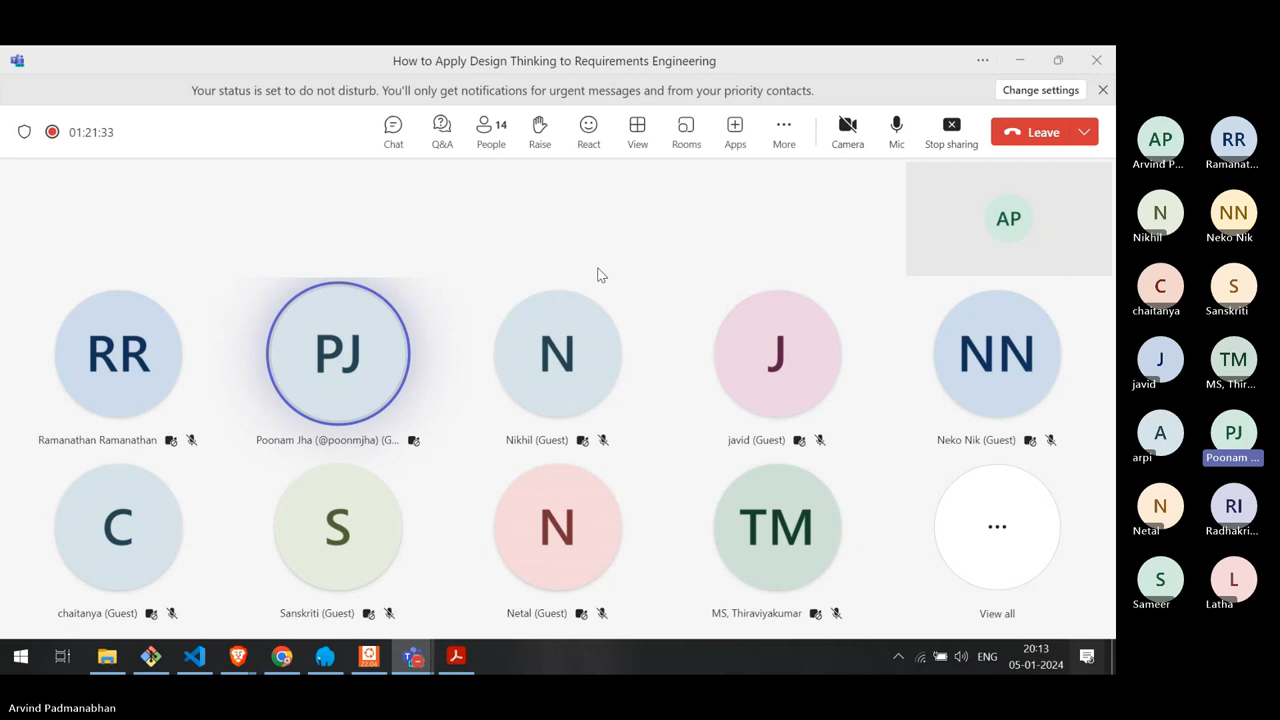 How to Apply Design Thinking to Requirements Engineering
Your status is set to do not disturb. You'll only get notifications for urgent messages and from your priority contacts.
Change settings
01:21:33
14
Chat
Q&A
People
Raise
React
View
Rooms
Apps
More
Camera
Mic
Stop sharing
Leave
AP
RR
PJ
N
J
NN
Ramanathan Ramanathan
Poonam Jha (@poonmjha) (G...
Nikhil (Guest)
javid (Guest)
Neko Nik (Guest)
C
S
N
TM
...
chaitanya (Guest)
Sanskriti (Guest)
Netal (Guest)
MS, Thiraviyakumar
View all
22.04
ENG
20:13
05-01-2024
AP
RR
Arvind P...
Ramanat...
N
NN
Nikhil
Neko Nik
C
S
chaitanya
Sanskriti
J
TM
javid
MS, Thir...
A
PJ
arpi
Poonam ...
N
RI
Netal
Radhakri...
S
L
Sameer
Latha
Arvind Padmanabhan